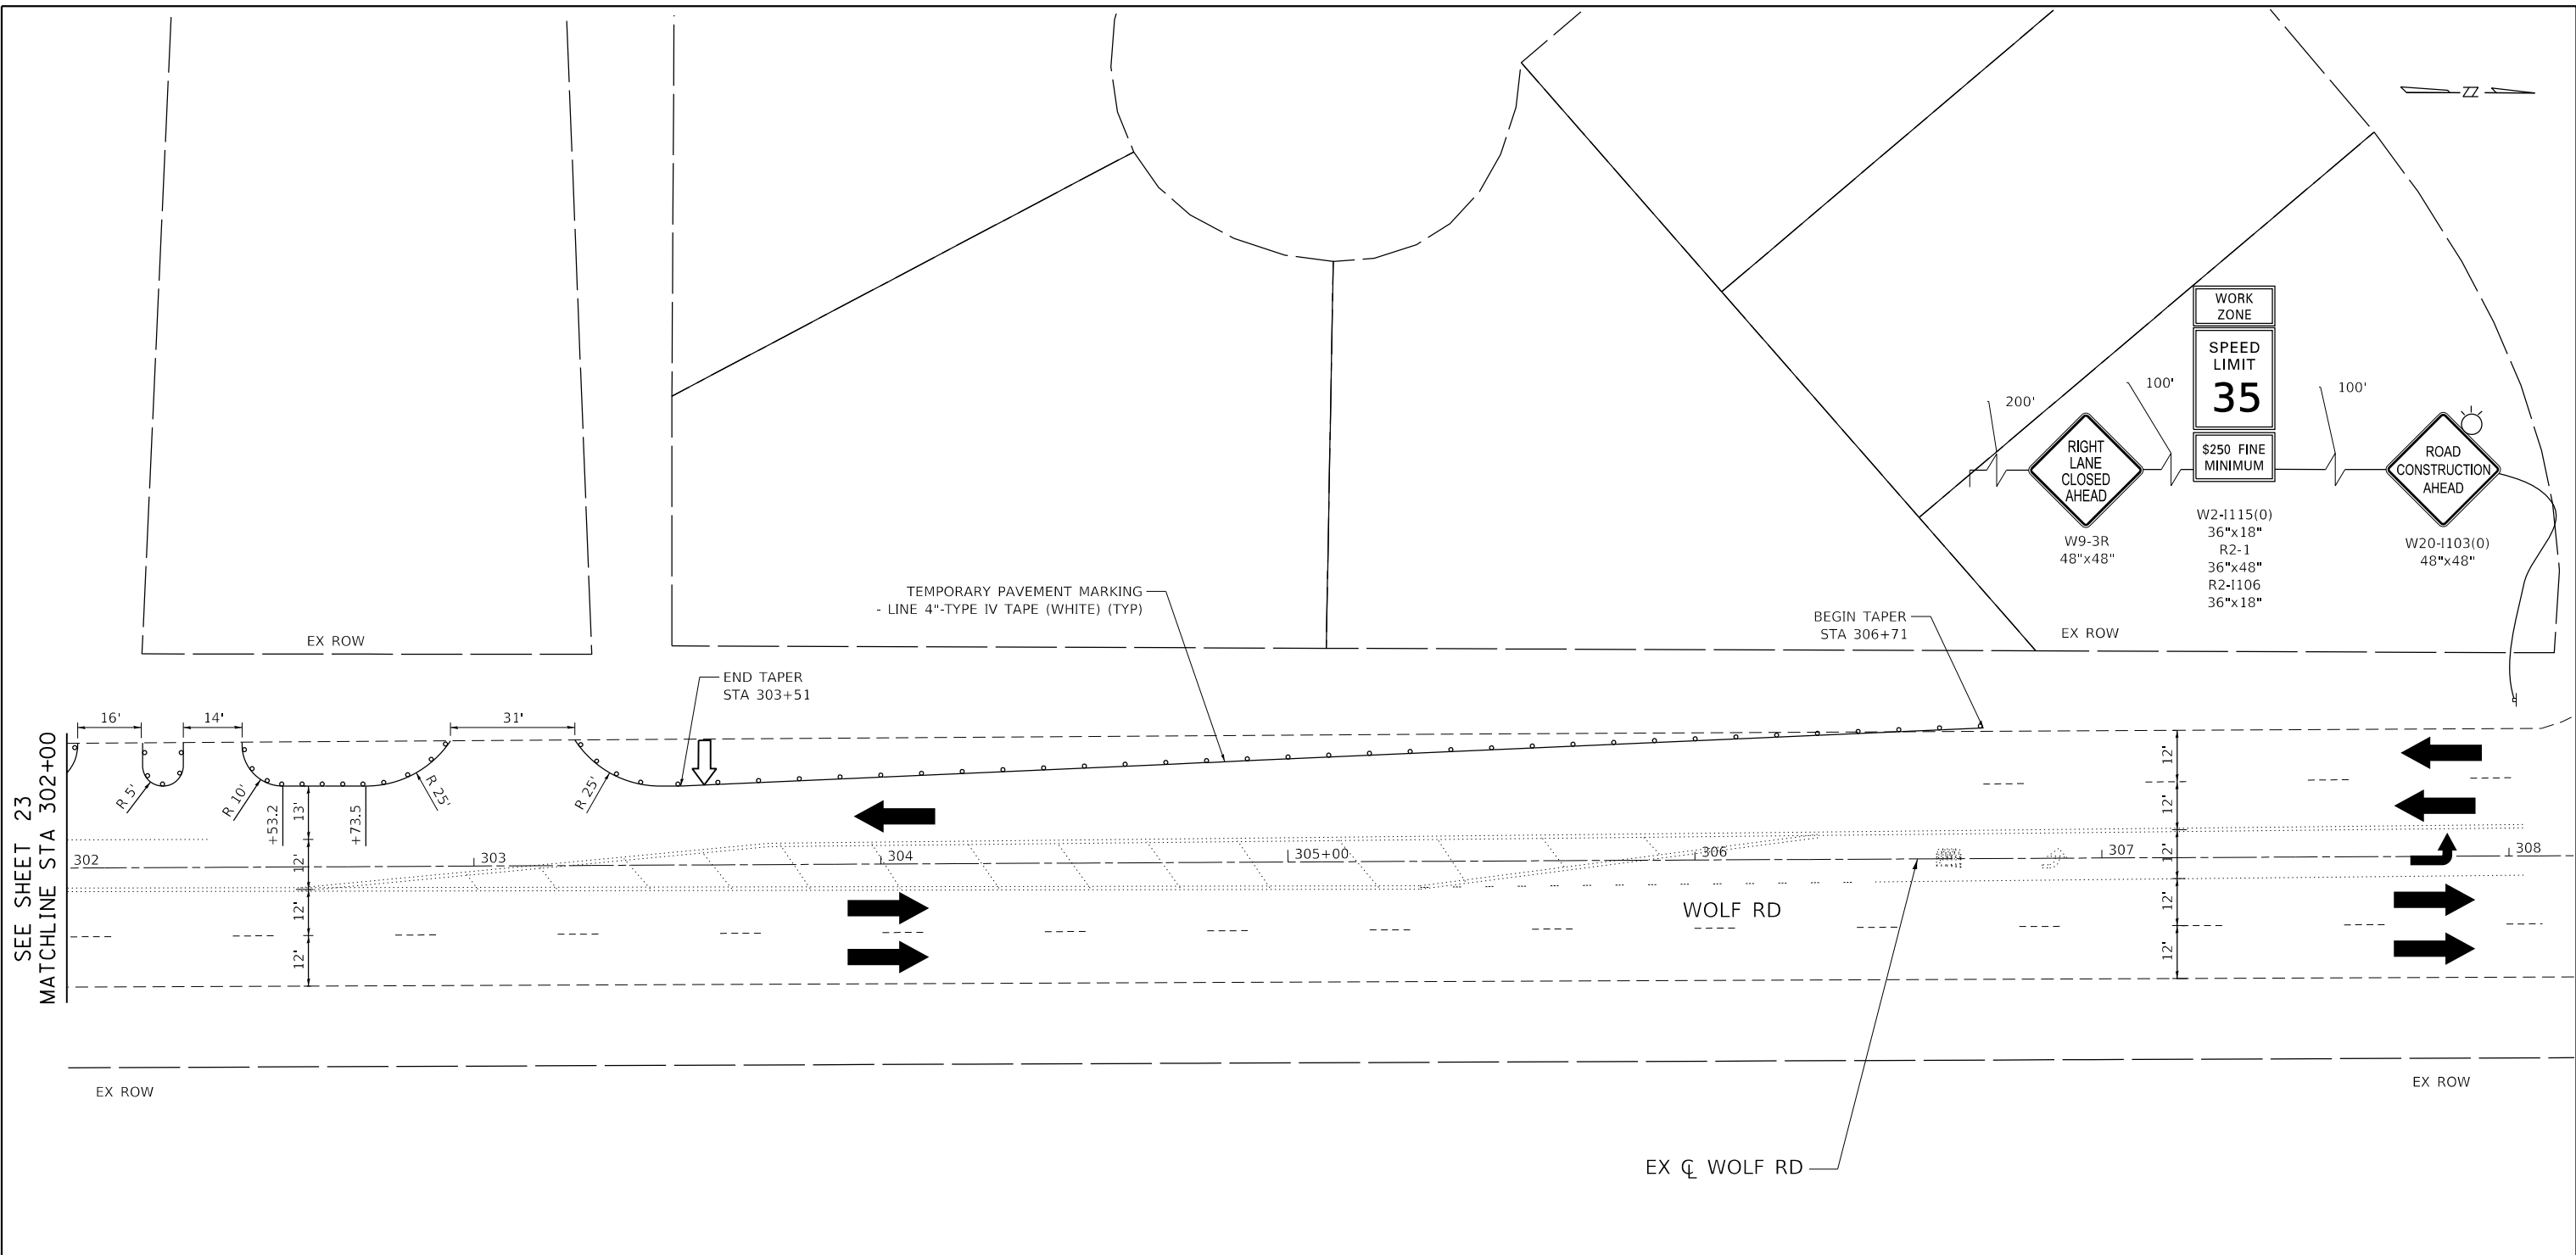 ZZ
WORK
ZONE
SPEED
LIMIT
35
$250 FINE
MINIMUM
200'
100'
100'
RIGHT
LANE
CLOSED
AHEAD
ROAD
CONSTRUCTION
AHEAD
W9-3R
48"x48"
W2-I115(0)
36"x18"
R2-1
36"x48"
R2-I106
36"x18"
W20-I103(0)
48"x48"
TEMPORARY PAVEMENT MARKING
- LINE 4"-TYPE IV TAPE (WHITE) (TYP)
BEGIN TAPER
STA 306+71
EX ROW
EX ROW
END TAPER
STA 303+51
16'
14'
31'
SEE SHEET 23
MATCHLINE STA 302+00
R 5'
R 10'
+53.2
13'
+73.5
R 25'
R 25'
12'
12'
12'
12'
12'
12'
12'
12'
302
303
304
305+00
306
307
308
WOLF RD
EX ROW
EX ROW
EX ℄ WOLF RD